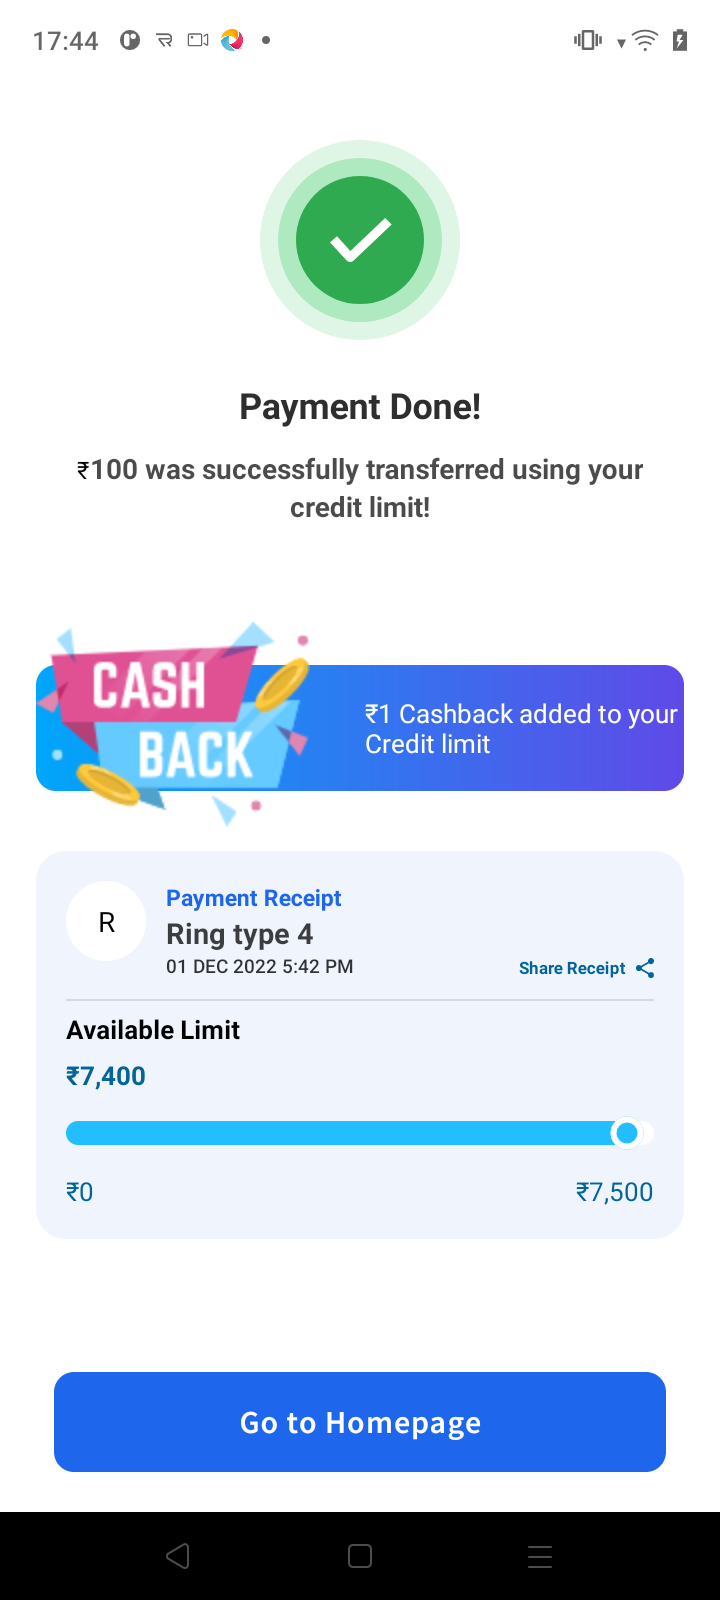 17:44
Payment Done!
₹100 was successfully transferred using your
credit limit!
CASH
BACK
₹1 Cashback added to your
Credit limit
R
Payment Receipt
Ring type 4
01 DEC 2022 5:42 PM
Share Receipt
Available Limit
₹7,400
₹0
₹7,500
Go to Homepage